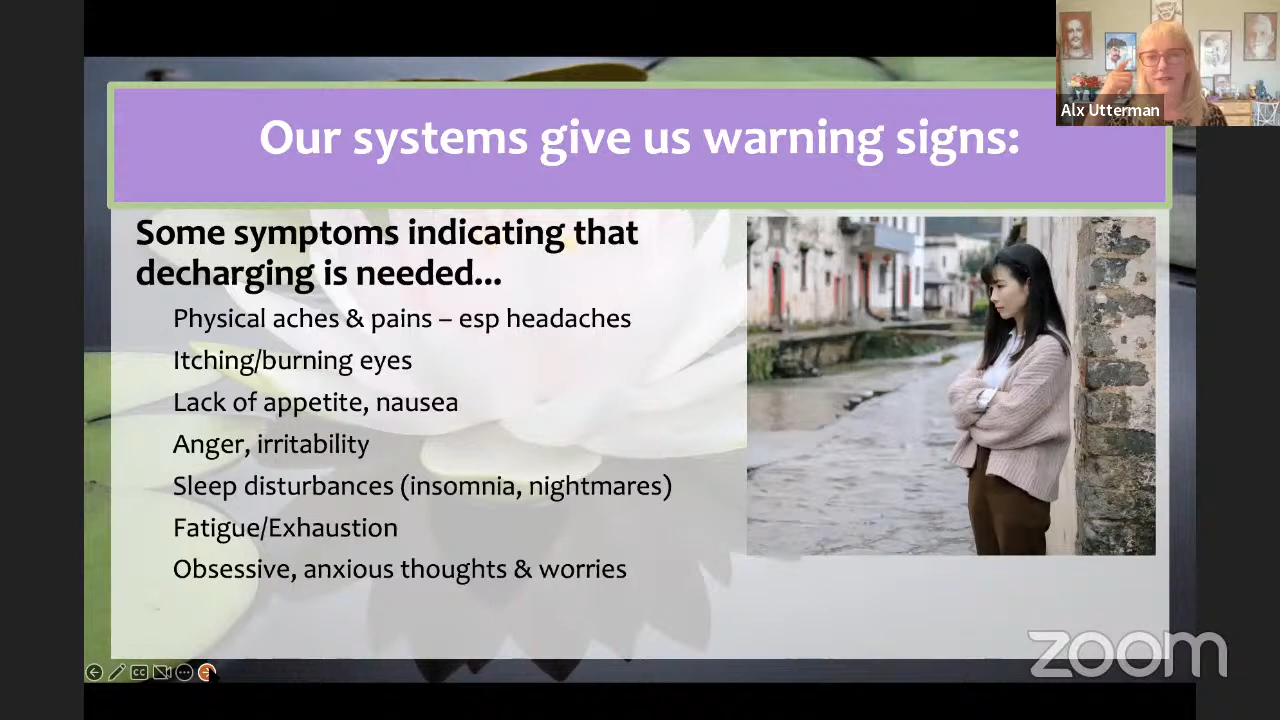 Our systems give us warning signs:
Alx Utterman
Some symptoms indicating that
decharging is needed...
Physical aches & pains – esp headaches
Itching/burning eyes
Lack of appetite, nausea
Anger, irritability
Sleep disturbances (insomnia, nightmares)
Fatigue/Exhaustion
Obsessive, anxious thoughts & worries
CC
zoom